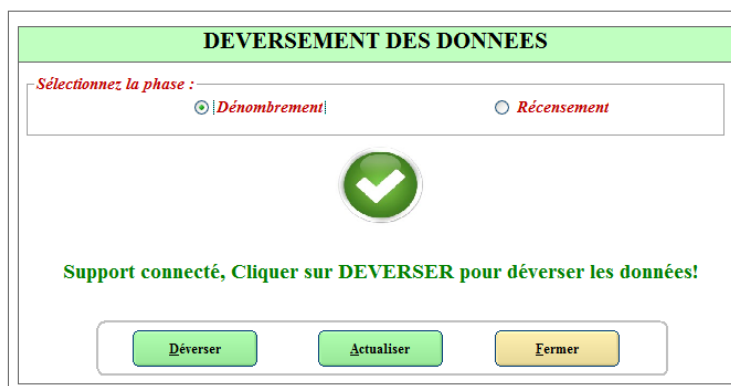 DEVERSEMENT DES DONNEES
Sélectionnez la phase :
Dénombrement Récensement
Support connecté, Cliquer sur DEVERSER pour déverser les données!
Déverser Actualiser Fermer